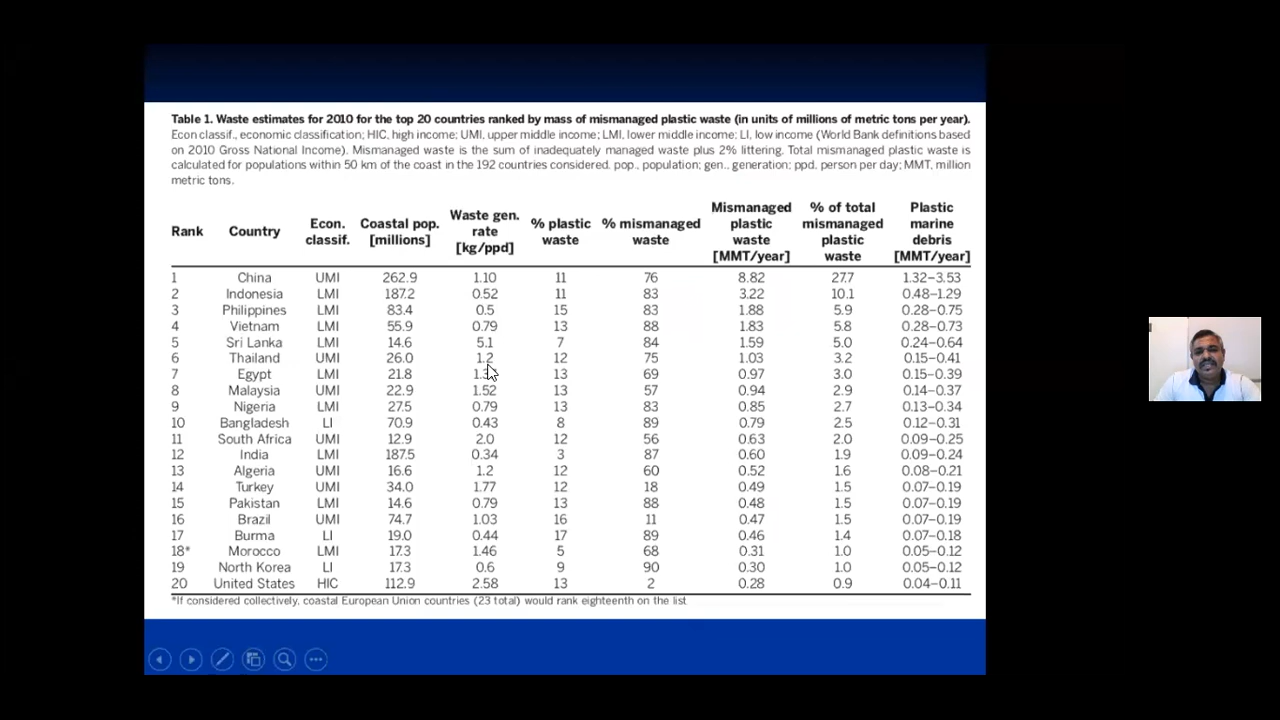 Table 1. Waste estimates for 2010 for the top 20 countries ranked by mass of mismanaged plastic waste (in units of millions of metric tons per year).
Econ classif., economic classification; HIC, high income; UMI, upper middle income; LMI, lower middle income; LI, low income (World Bank definitions based
on 2010 Gross National Income). Mismanaged waste is the sum of inadequately managed waste plus 2% littering. Total mismanaged plastic waste is
calculated for populations within 50 km of the coast in the 192 countries considered. pop., population; gen., generation; ppd, person per day; MMT, million
metric tons.
Rank Country Econ. classif. Coastal pop. [millions] Waste gen. rate [kg/ppd] % plastic waste % mismanaged waste Mismanaged plastic waste [MMT/year] % of total mismanaged plastic waste Plastic marine debris [MMT/year]
1 China UMI 262.9 1.10 11 76 8.82 27.7 1.32–3.53
2 Indonesia LMI 187.2 0.52 11 83 3.22 10.1 0.48–1.29
3 Philippines LMI 83.4 0.5 15 83 1.88 5.9 0.28–0.75
4 Vietnam LMI 55.9 0.79 13 88 1.83 5.8 0.28–0.73
5 Sri Lanka LMI 14.6 5.1 7 84 1.59 5.0 0.24–0.64
6 Thailand UMI 26.0 1.2 12 75 1.03 3.2 0.15–0.41
7 Egypt LMI 21.8 13 69 0.97 3.0 0.15–0.39
8 Malaysia UMI 22.9 1.52 13 57 0.94 2.9 0.14–0.37
9 Nigeria LMI 27.5 0.79 13 83 0.85 2.7 0.13–0.34
10 Bangladesh LI 70.9 0.43 8 89 0.79 2.5 0.12–0.31
11 South Africa UMI 12.9 2.0 12 56 0.63 2.0 0.09–0.25
12 India LMI 187.5 0.34 3 87 0.60 1.9 0.09–0.24
13 Algeria UMI 16.6 1.2 12 60 0.52 1.6 0.08–0.21
14 Turkey UMI 34.0 1.77 12 18 0.49 1.5 0.07–0.19
15 Pakistan LMI 14.6 0.79 13 88 0.48 1.5 0.07–0.19
16 Brazil UMI 74.7 1.03 16 11 0.47 1.5 0.07–0.19
17 Burma LI 19.0 0.44 17 89 0.46 1.4 0.07–0.18
18* Morocco LMI 17.3 1.46 5 68 0.31 1.0 0.05–0.12
19 North Korea LI 17.3 0.6 9 90 0.30 1.0 0.05–0.12
20 United States HIC 112.9 2.58 13 2 0.28 0.9 0.04–0.11
*If considered collectively, coastal European Union countries (23 total) would rank eighteenth on the list